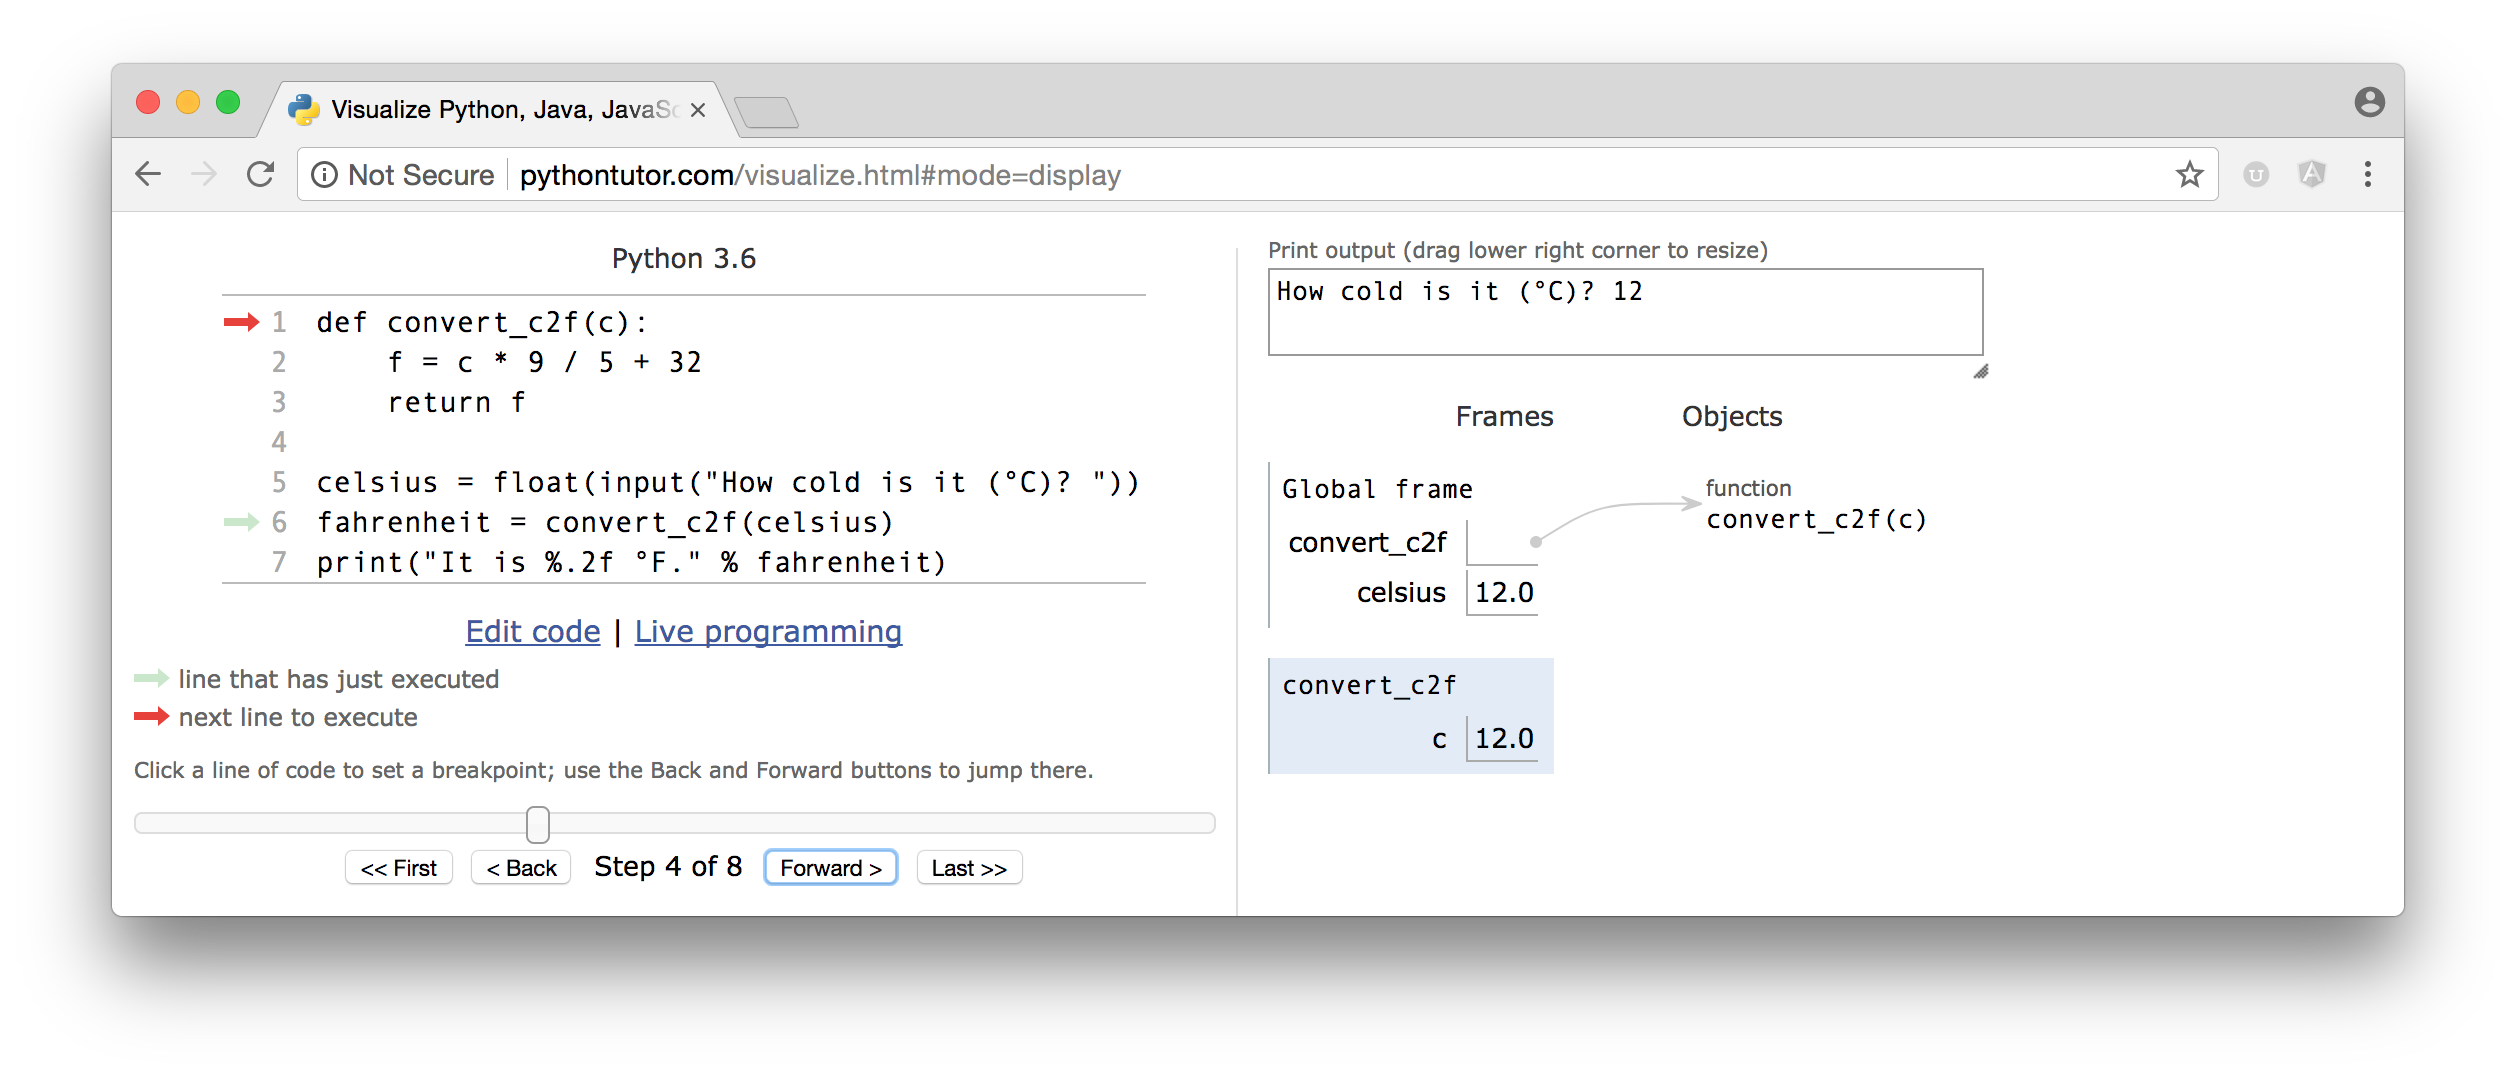 Visualize Python, Java, JavaSc
Not Secure pythontutor.com/visualize.html#mode=display
Python 3.6
1 def convert_c2f(c):
2     f = c * 9 / 5 + 32
3     return f
4
5 celsius = float(input("How cold is it (°C)? "))
6 fahrenheit = convert_c2f(celsius)
7 print("It is %.2f °F." % fahrenheit)
Edit code | Live programming
line that has just executed
next line to execute
Click a line of code to set a breakpoint; use the Back and Forward buttons to jump there.
<< First < Back Step 4 of 8 Forward > Last >>
Print output (drag lower right corner to resize)
How cold is it (°C)? 12
Frames Objects
Global frame
convert_c2f
celsius 12.0
function
convert_c2f(c)
convert_c2f
c 12.0